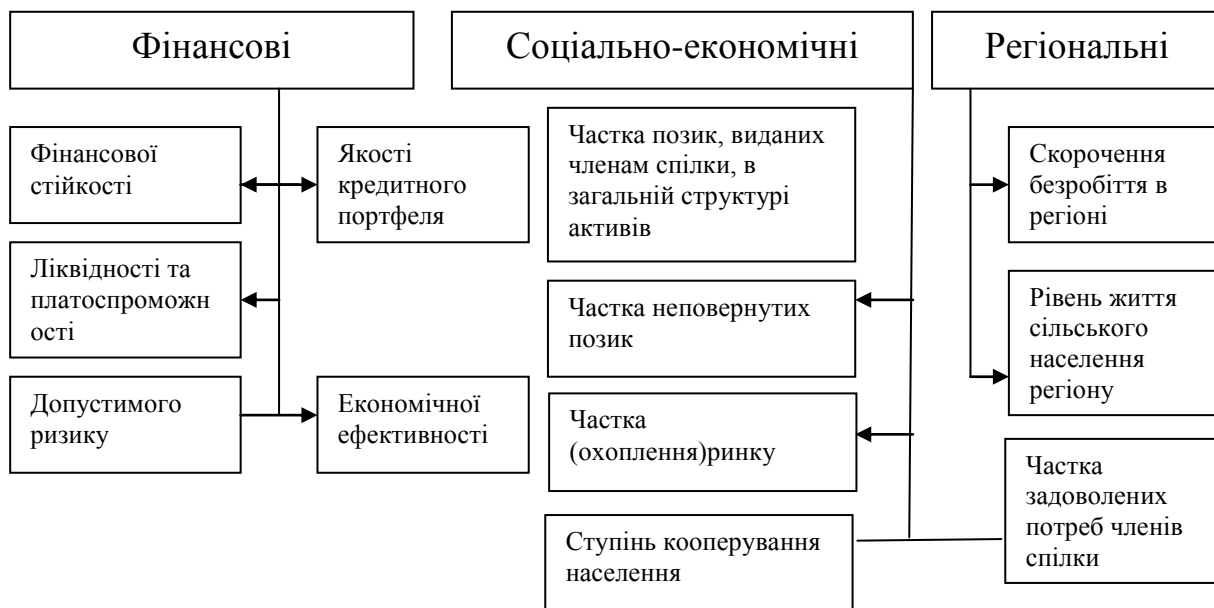 Фінансові
Соціально-економічні
Регіональні
Фінансової
стійкості
Якості
кредитного
портфеля
Ліквідності та
платоспроможн
ості
Допустимого
ризику
Економічної
ефективності
Частка позик, виданих
членам спілки, в
загальній структурі
активів
Частка неповернутих
позик
Частка
(охоплення)ринку
Ступінь кооперування
населення
Скорочення
безробіття в
регіоні
Рівень життя
сільського
населення
регіону
Частка
задоволених
потреб членів
спілки